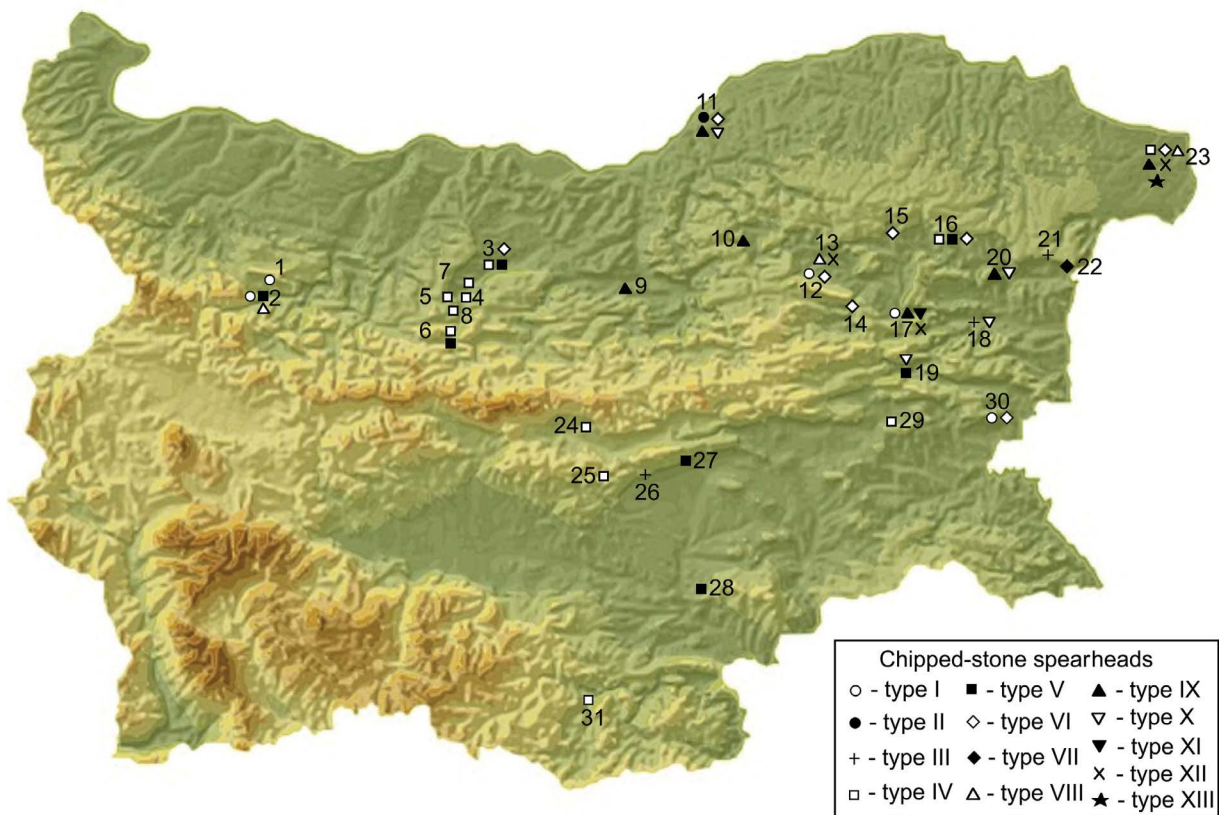 11
23
15
16
3
13
10
21
1
7
20
22
5
4
9
12
2
8
14
17
18
6
19
30
24
29
27
25
26
28
31
Chipped-stone spearheads
- type I
- type V
- type IX
- type II
- type VI
- type X
- type III
- type VII
- type XI
- type IV
- type VIII
- type XII
- type XIII